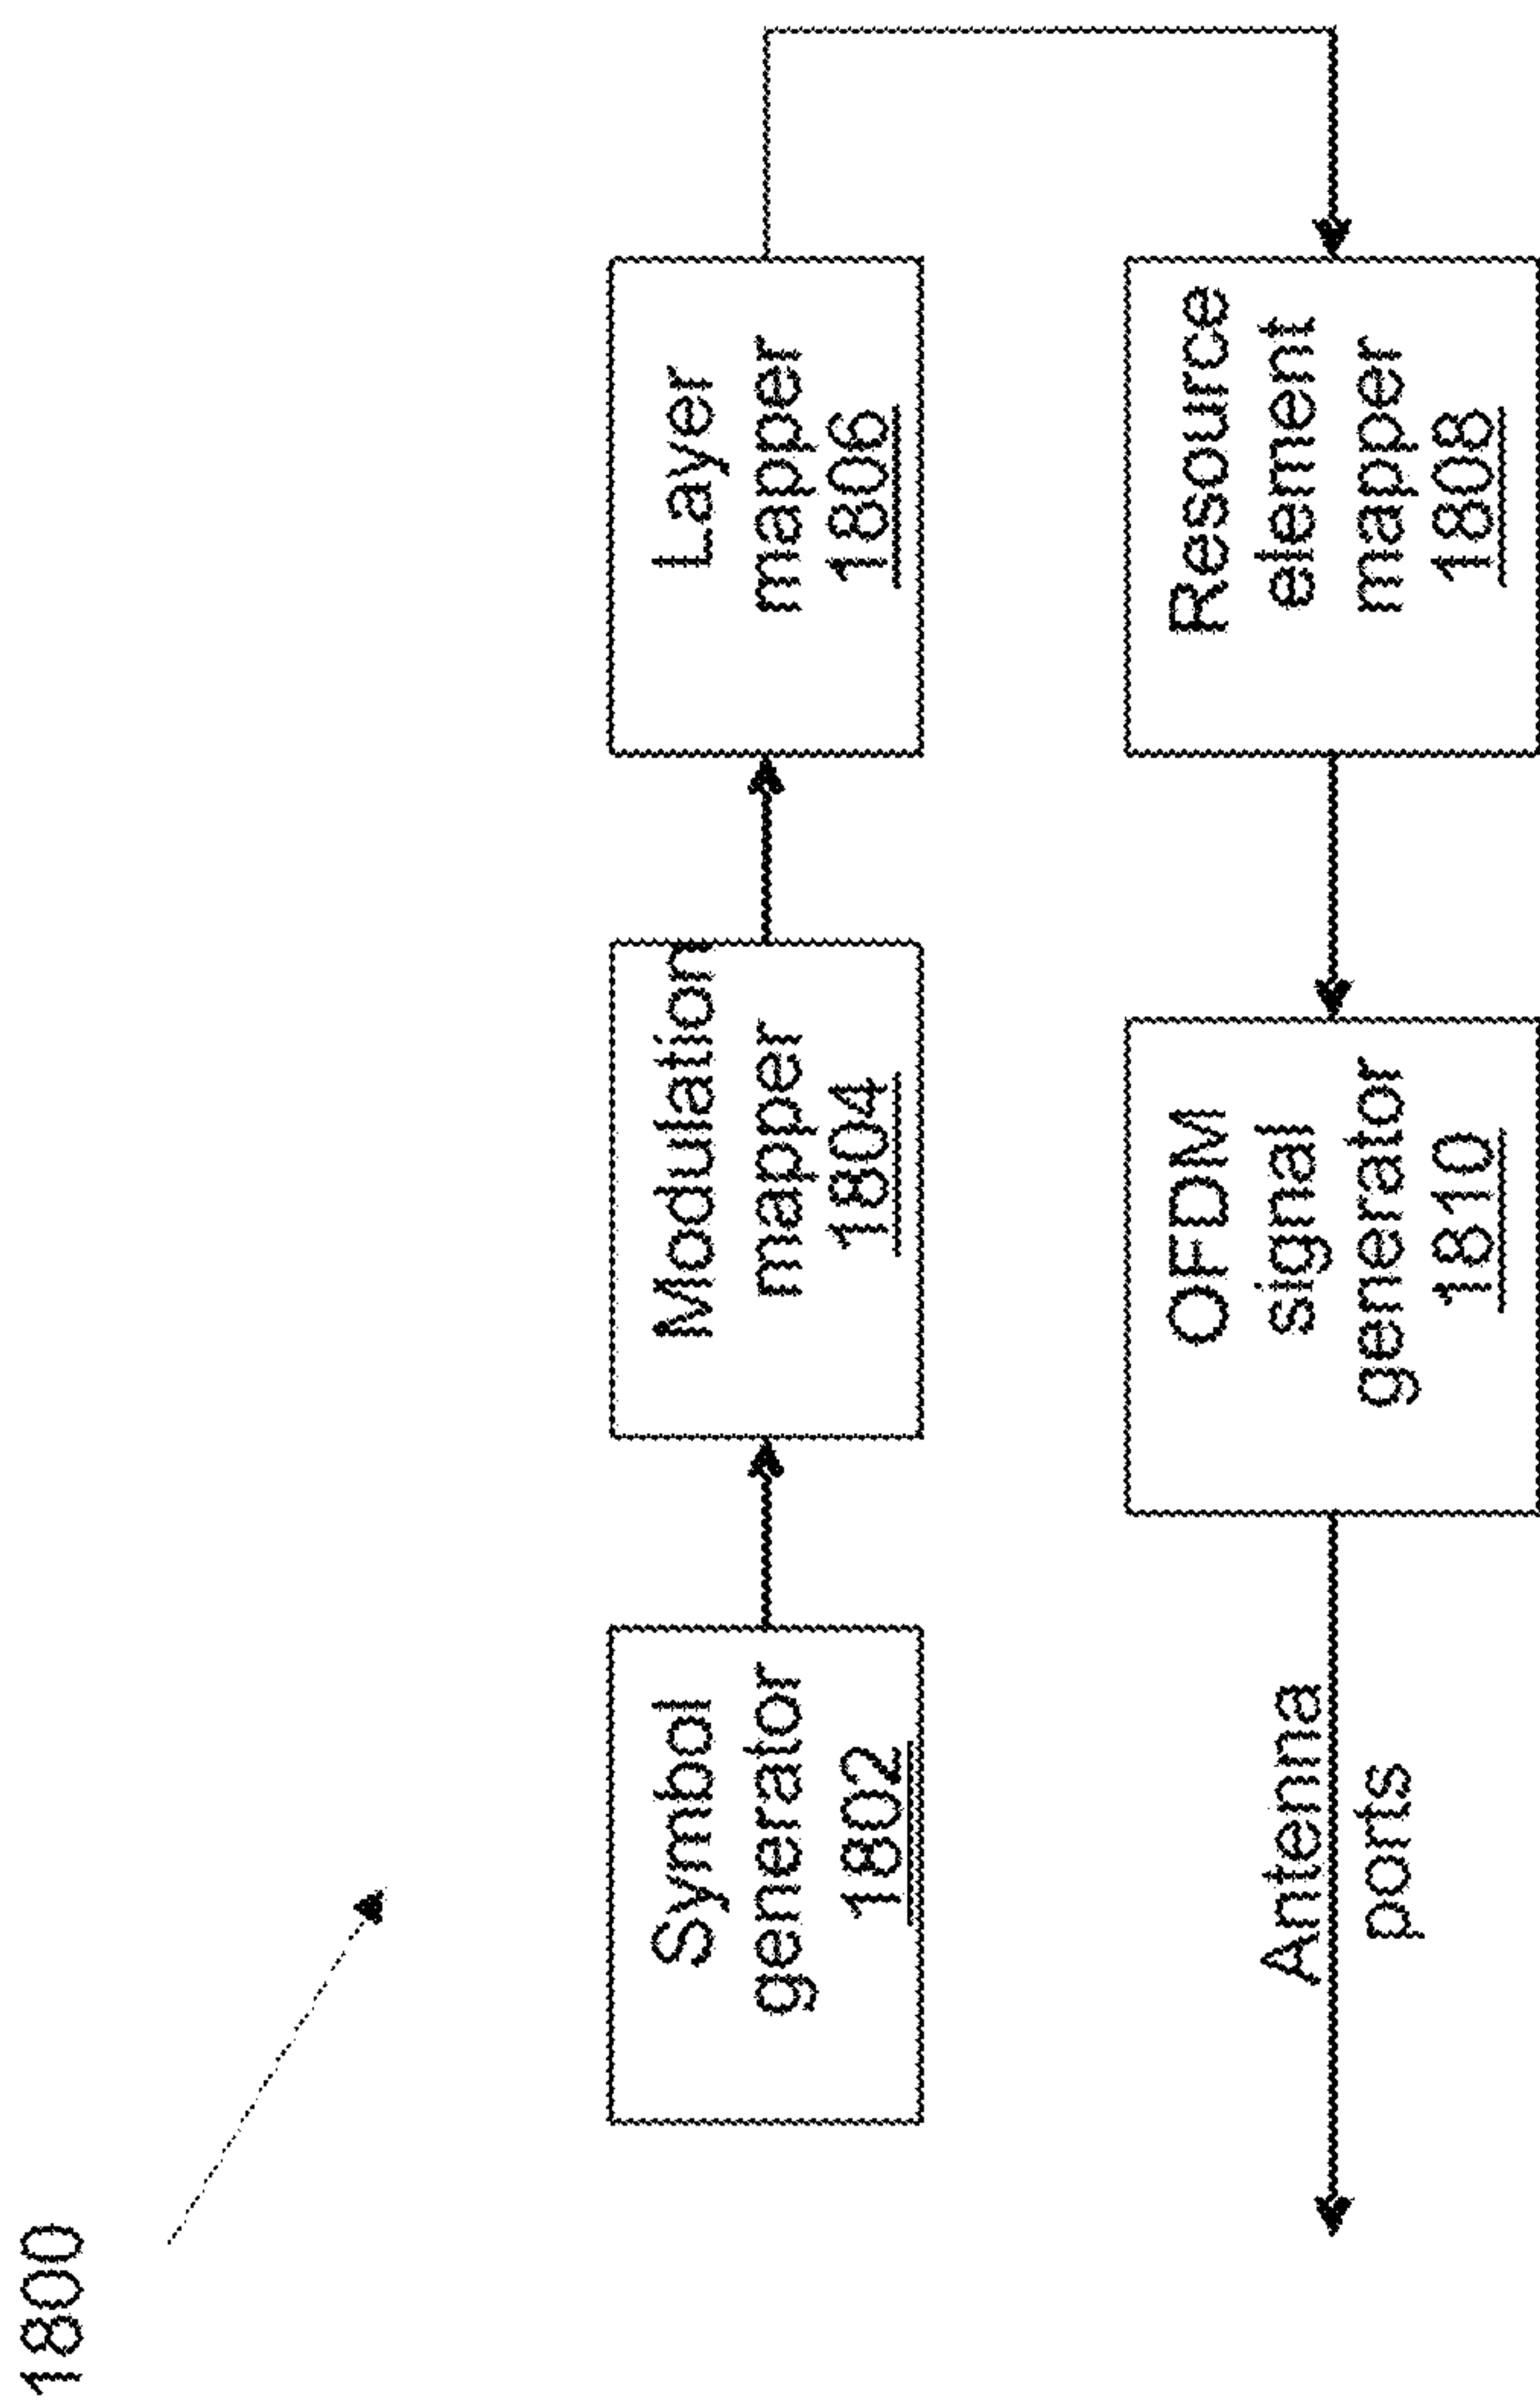 1800
Symbol
generator
1802
Modulation
mapper
1804
Layer
mapper
1806
Resource
element
mapper
1808
OFDM
signal
generator
1810
Antenna
ports